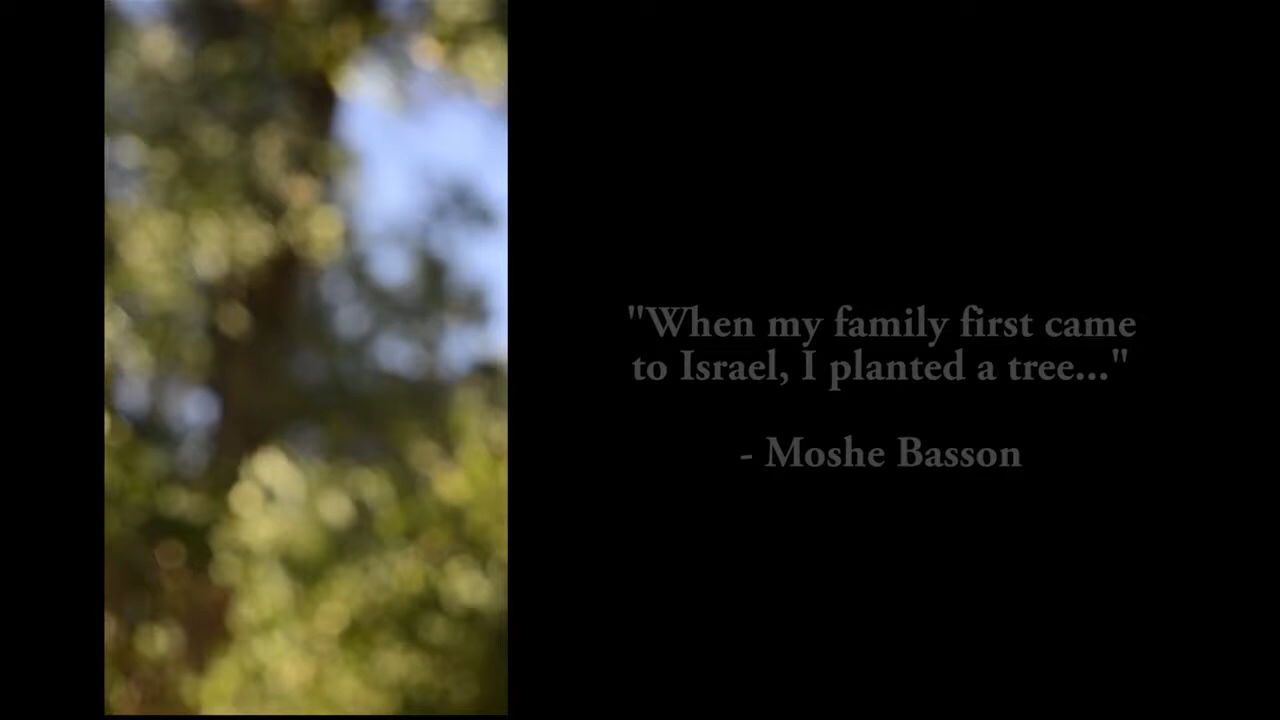 "When my family first came
to Israel, I planted a tree..."
- Moshe Basson